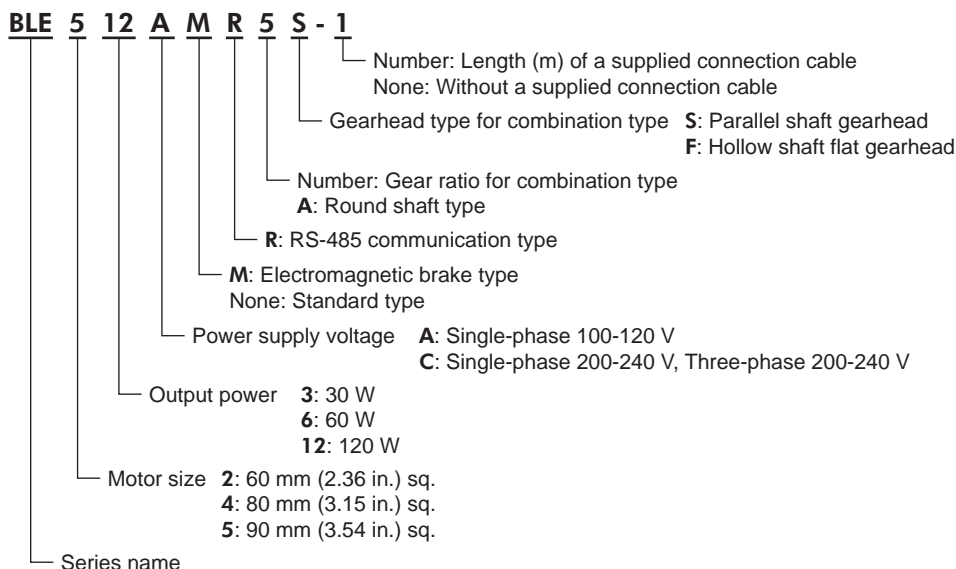 BLE 5 12 A M R 5 S - 1
Number: Length (m) of a supplied connection cable
None: Without a supplied connection cable
Gearhead type for combination type S: Parallel shaft gearhead
F: Hollow shaft flat gearhead
Number: Gear ratio for combination type
A: Round shaft type
R: RS-485 communication type
M: Electromagnetic brake type
None: Standard type
Power supply voltage A: Single-phase 100-120 V
C: Single-phase 200-240 V, Three-phase 200-240 V
Output power 3: 30 W
6: 60 W
12: 120 W
Motor size 2: 60 mm (2.36 in.) sq.
4: 80 mm (3.15 in.) sq.
5: 90 mm (3.54 in.) sq.
Series name